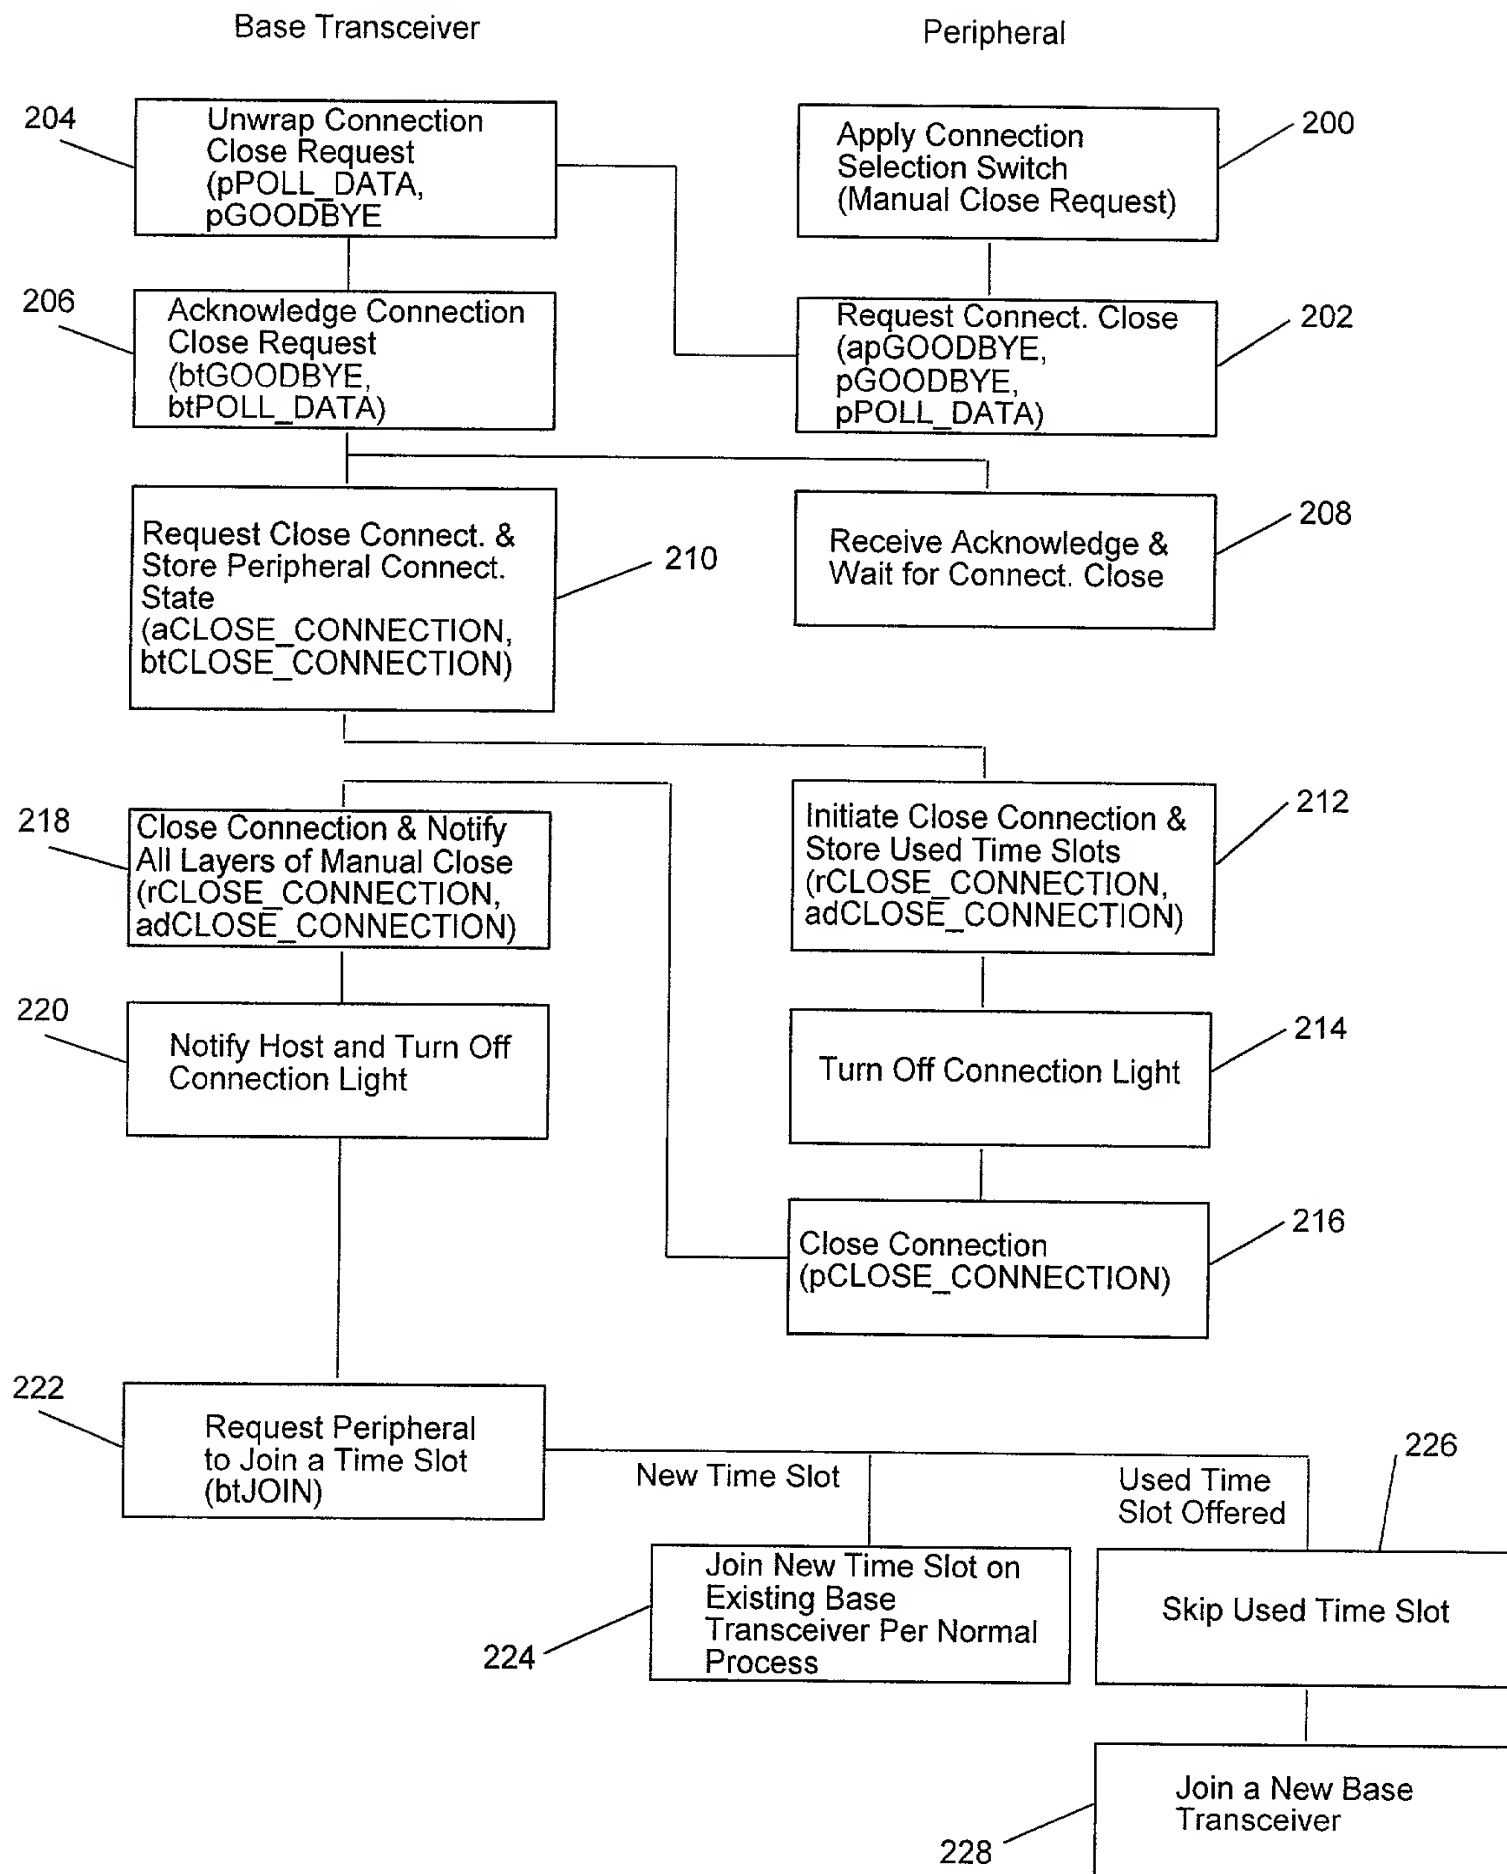 Base Transceiver
Peripheral
204
Unwrap Connection
Close Request
(pPOLL_DATA,
pGOODBYE
Apply Connection
Selection Switch
(Manual Close Request)
200
206
Acknowledge Connection
Close Request
(btGOODBYE,
btPOLL_DATA)
Request Connect. Close
(apGOODBYE,
pGOODBYE,
pPOLL_DATA)
202
Request Close Connect. &
Store Peripheral Connect.
State
(aCLOSE_CONNECTION,
btCLOSE_CONNECTION)
210
Receive Acknowledge &
Wait for Connect. Close
208
218
Close Connection & Notify
All Layers of Manual Close
(rCLOSE_CONNECTION,
adCLOSE_CONNECTION)
Initiate Close Connection &
Store Used Time Slots
(rCLOSE_CONNECTION,
adCLOSE_CONNECTION)
212
220
Notify Host and Turn Off
Connection Light
Turn Off Connection Light
214
Close Connection
(pCLOSE_CONNECTION)
216
222
Request Peripheral
to Join a Time Slot
(btJOIN)
New Time Slot
Used Time
Slot Offered
226
Join New Time Slot on
Existing Base
Transceiver Per Normal
Process
224
Skip Used Time Slot
Join a New Base
Transceiver
228